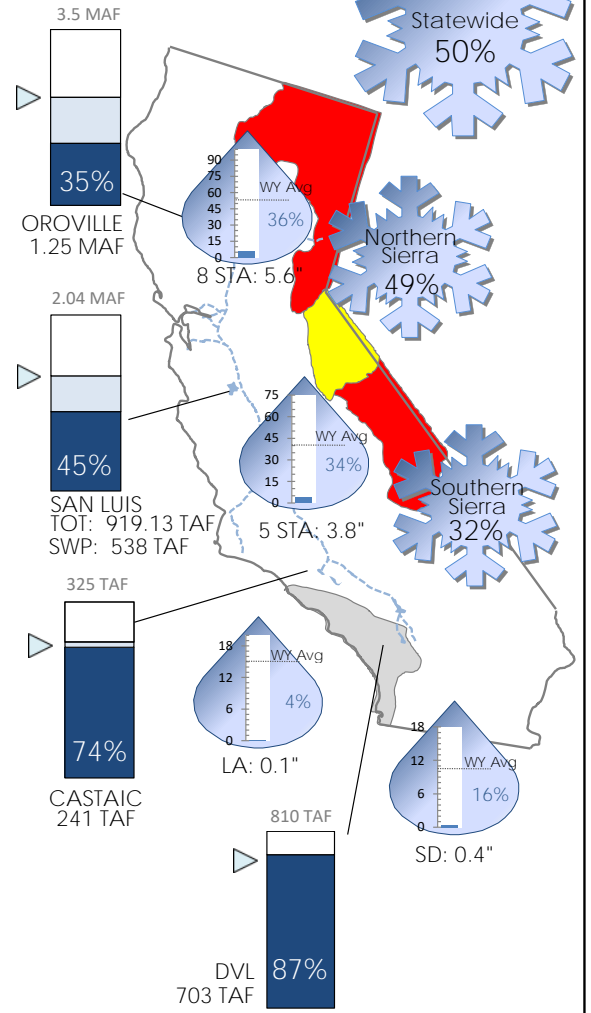 3.5 MAF
35%
OROVILLE
1.25 MAF
Statewide
50%
90
75
60
45
30
15
0
WY Avg
36%
8 STA: 5.6"
Northern
Sierra
49%
2.04 MAF
45%
SAN LUIS
TOT: 919.13 TAF
SWP: 538 TAF
75
60
45
30
15
0
WY Avg
34%
5 STA: 3.8"
Southern
Sierra
32%
325 TAF
74%
CASTAIC
241 TAF
18
12
6
0
WY Avg
4%
LA: 0.1"
18
12
6
0
WY Avg
16%
SD: 0.4"
810 TAF
87%
DVL
703 TAF